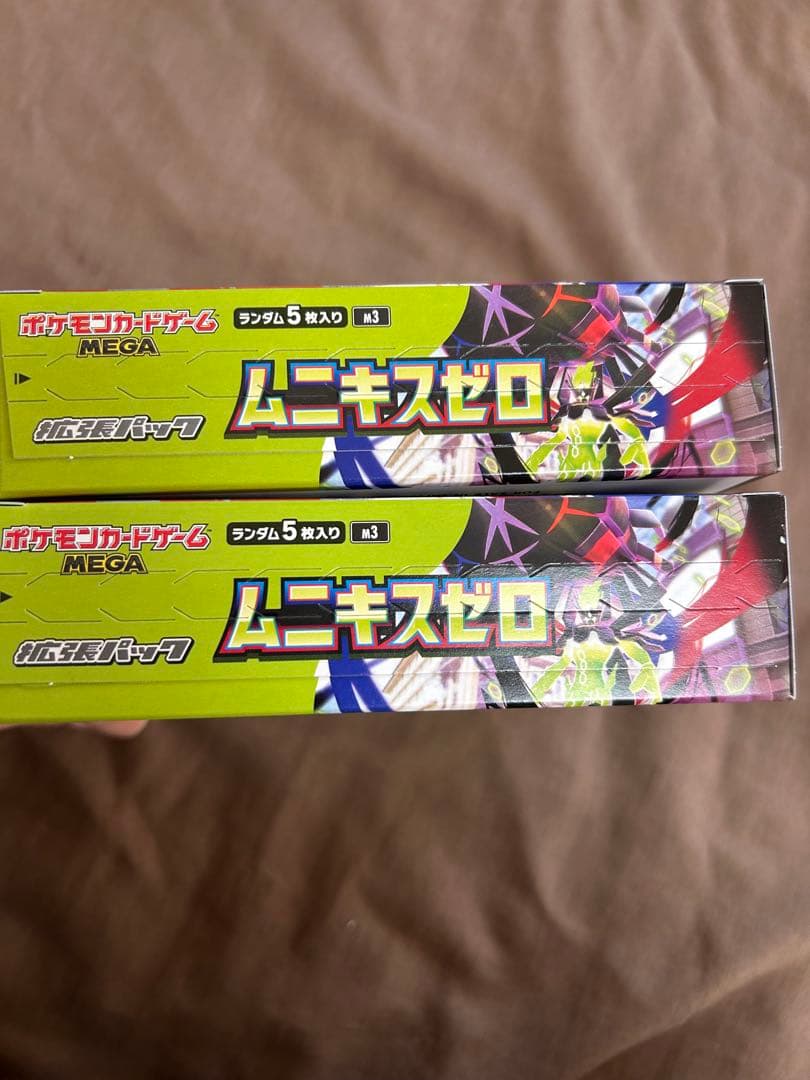 ポケモンカードゲーム
MEGA
ランダム5枚入り M3
ムニキスゼロ
拡張パック
ポケモンカードゲーム
MEGA
ランダム5枚入り M3
ムニキスゼロ
拡張パック